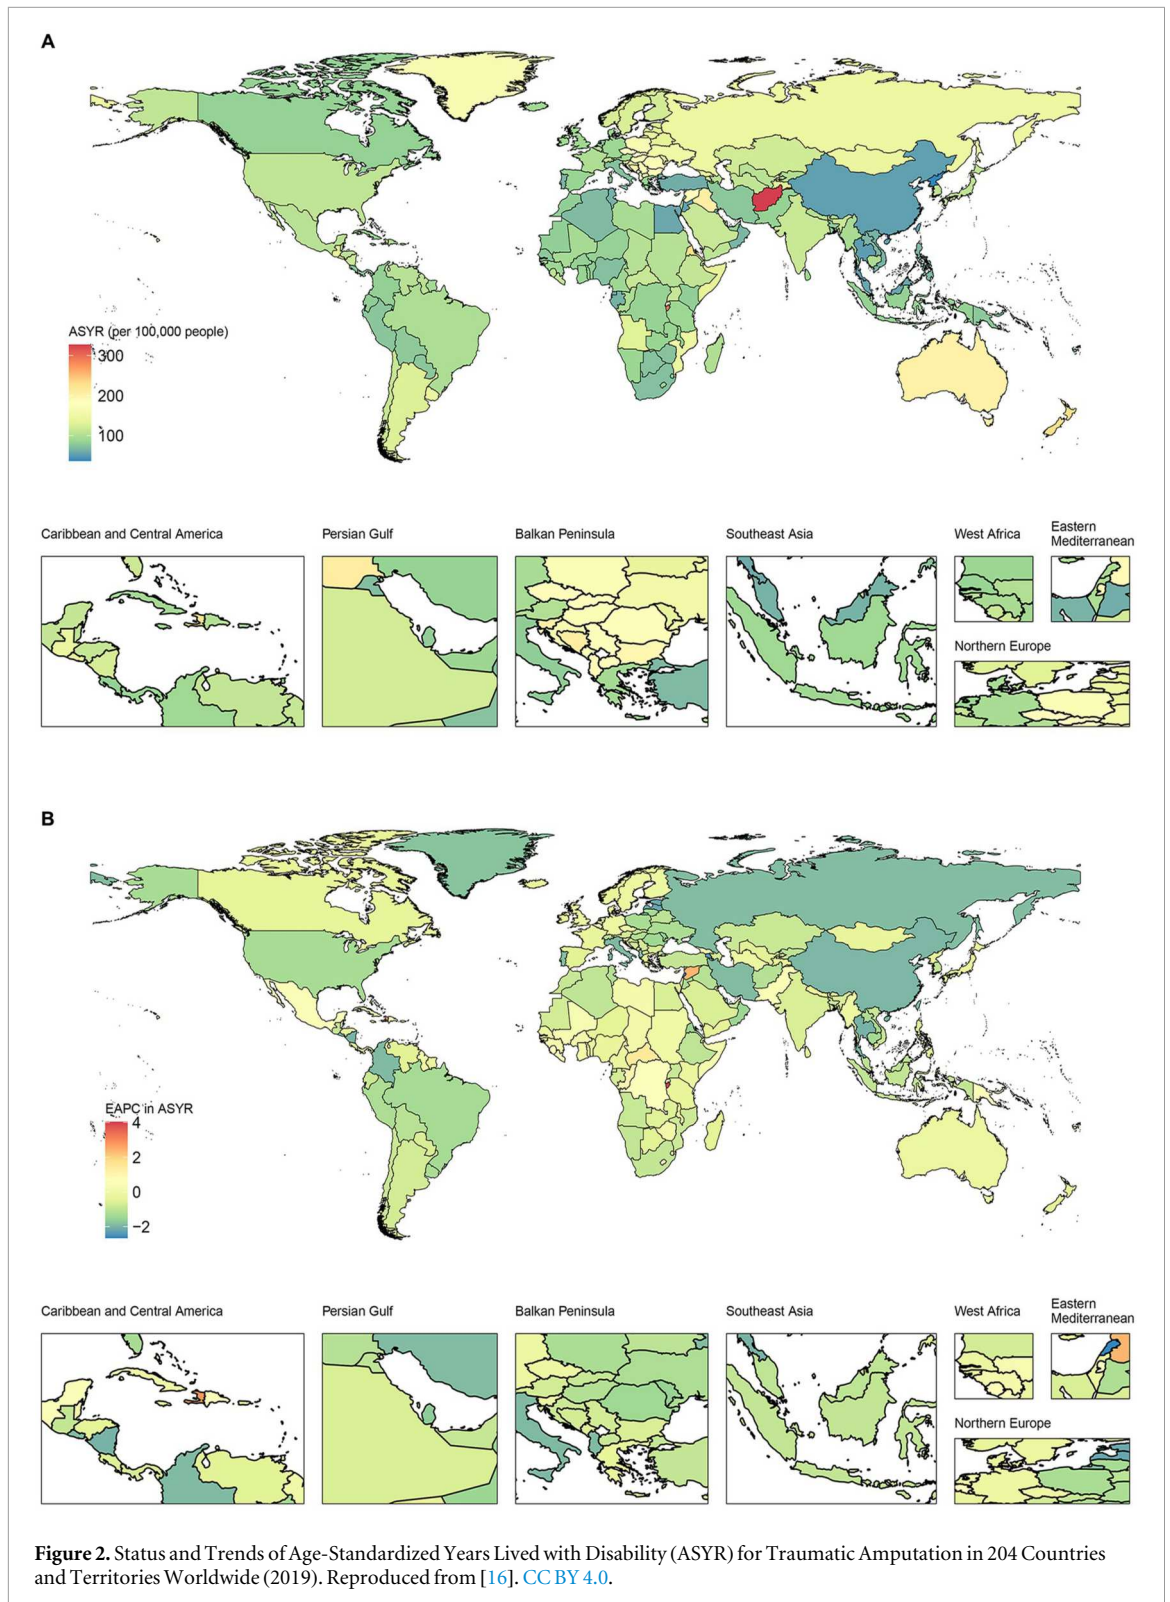 A
ASYR (per 100,000 people)
300
200
100
Caribbean and Central America
Persian Gulf
Balkan Peninsula
Southeast Asia
West Africa
Eastern
Mediterranean
Northern Europe
B
EAPC in ASYR
4
2
0
−2
Caribbean and Central America
Persian Gulf
Balkan Peninsula
Southeast Asia
West Africa
Eastern
Mediterranean
Northern Europe
Figure 2. Status and Trends of Age-Standardized Years Lived with Disability (ASYR) for Traumatic Amputation in 204 Countries
and Territories Worldwide (2019). Reproduced from [16]. CC BY 4.0.